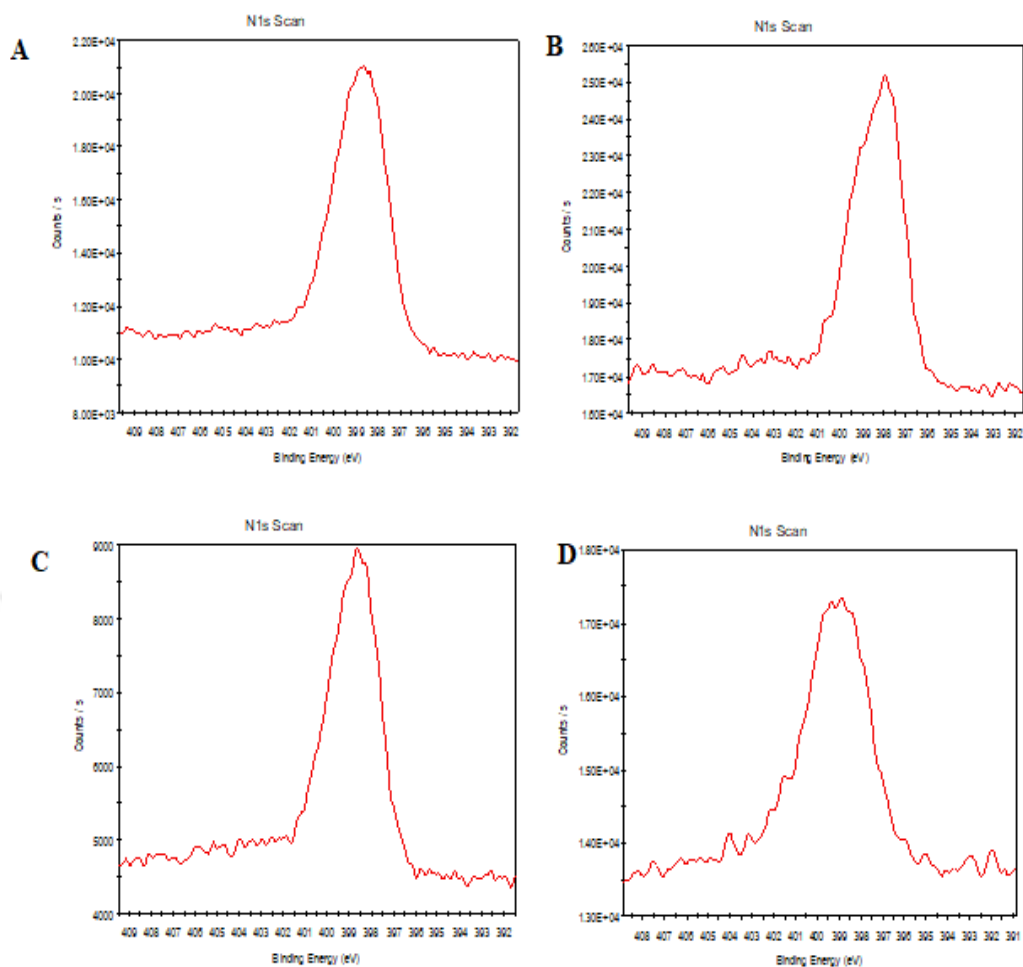 A
N1s Scan
2.20E+04
2.00E+04
1.80E+04
1.60E+04
1.40E+04
1.20E+04
1.00E+04
8.00E+03
Counts / s
409 408 407 406 405 404 403 402 401 400 399 398 397 396 395 394 393 392
Binding Energy (eV)
B
N1s Scan
2.60E+04
2.50E+04
2.40E+04
2.30E+04
2.20E+04
2.10E+04
2.00E+04
1.90E+04
1.80E+04
1.70E+04
1.60E+04
Counts / s
409 408 407 406 405 404 403 402 401 400 399 398 397 396 395 394 393 392
Binding Energy (eV)
C
N1s Scan
9000
8000
7000
6000
5000
4000
Counts / s
409 408 407 406 405 404 403 402 401 400 399 398 397 396 395 394 393 392
Binding Energy (eV)
D
N1s Scan
1.80E+04
1.70E+04
1.60E+04
1.50E+04
1.40E+04
1.30E+04
Counts / s
408 407 406 405 404 403 402 401 400 399 398 397 396 395 394 393 392 391
Binding Energy (eV)